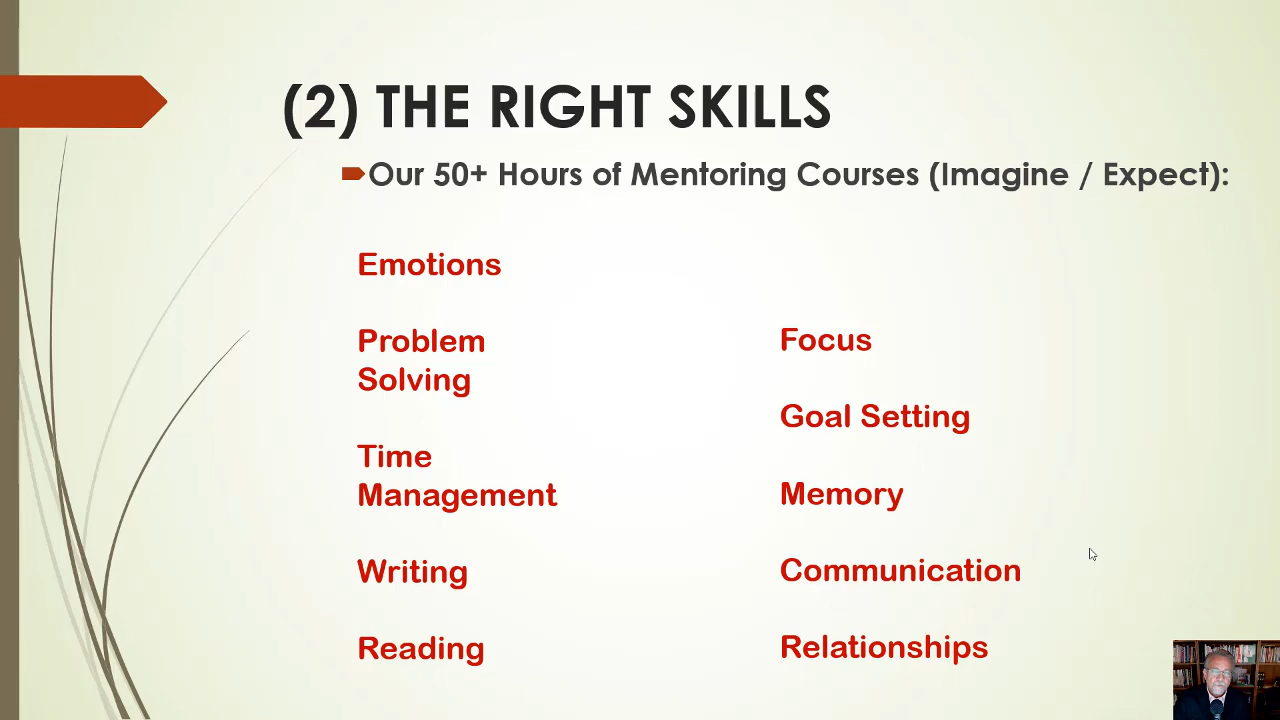 (2) THE RIGHT SKILLS
Our 50+ Hours of Mentoring Courses (Imagine / Expect):
Emotions
Problem
Solving
Time
Management
Writing
Reading
Focus
Goal Setting
Memory
Communication
Relationships